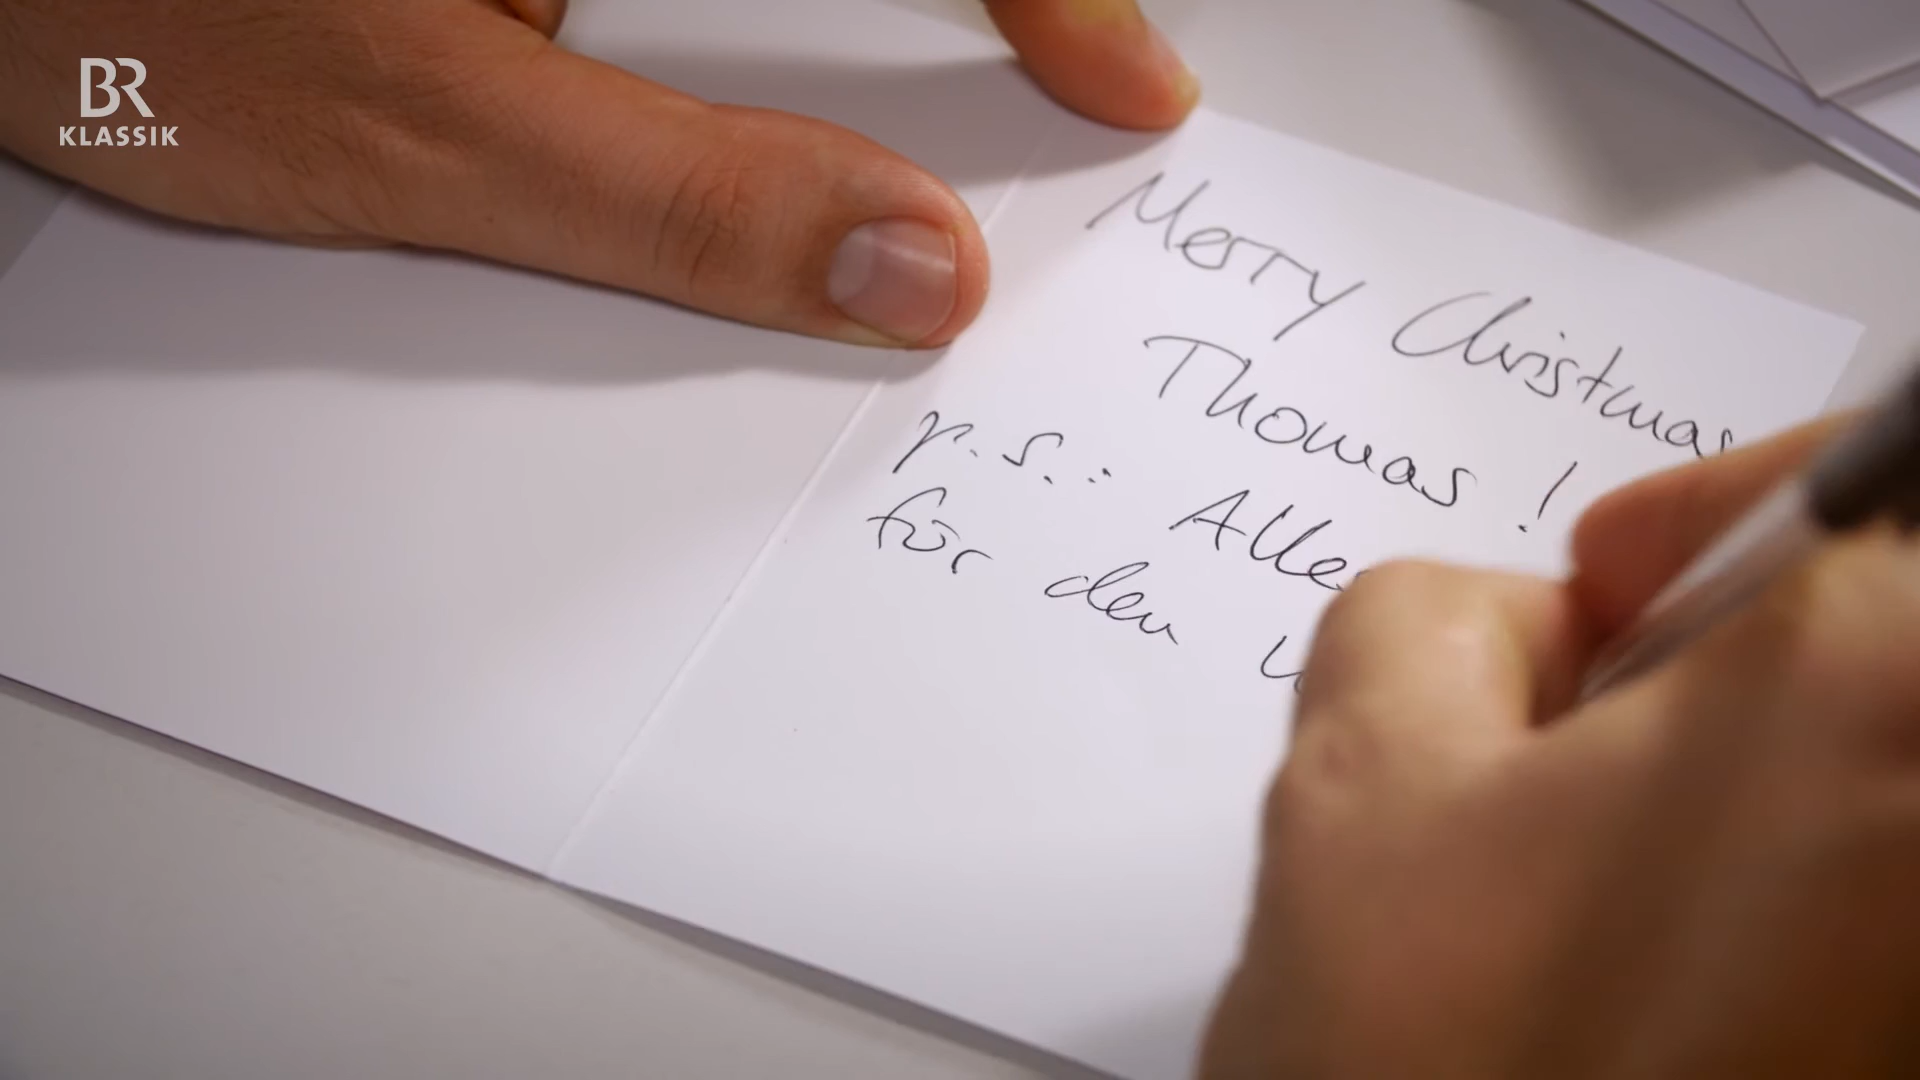 BR
KLASSIK
Merry Christmas
Thomas!
p.s.: Alle
für den